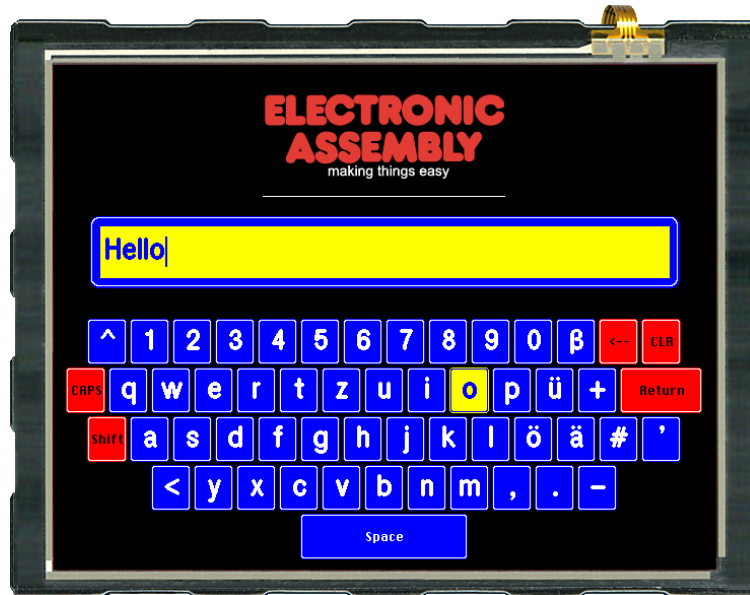 ELECTRONIC
ASSEMBLY
making things easy
Hello
^ 1 2 3 4 5 6 7 8 9 0 β <-- CLR
CAPS q w e r t z u i o p ü + Return
Shift a s d f g h j k l ö ä # '
< y x c v b n m , . -
Space